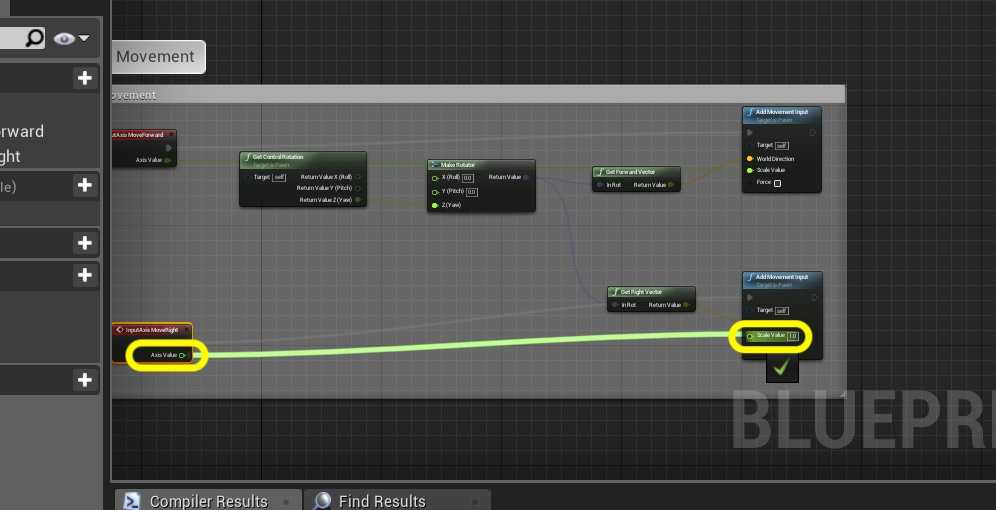 Movement
ovement
rward
ght
le)
utAxis MoveForward
Axis Value
Get Control Rotation
Target is Pawn
Target self
Return Value X (Roll)
Return Value Y (Pitch)
Return Value Z (Yaw)
Make Rotator
X (Roll) 0.0
Return Value
Y (Pitch) 0.0
Z (Yaw)
Get Forward Vector
In Rot
Return Value
Add Movement Input
Target is Pawn
Target self
World Direction
Scale Value
Force
InputAxis MoveRight
Axis Value
Get Right Vector
In Rot
Return Value
Add Movement Input
Target is Pawn
Target self
Scale Value 1.0
BLUEPRI
Compiler Results
Find Results